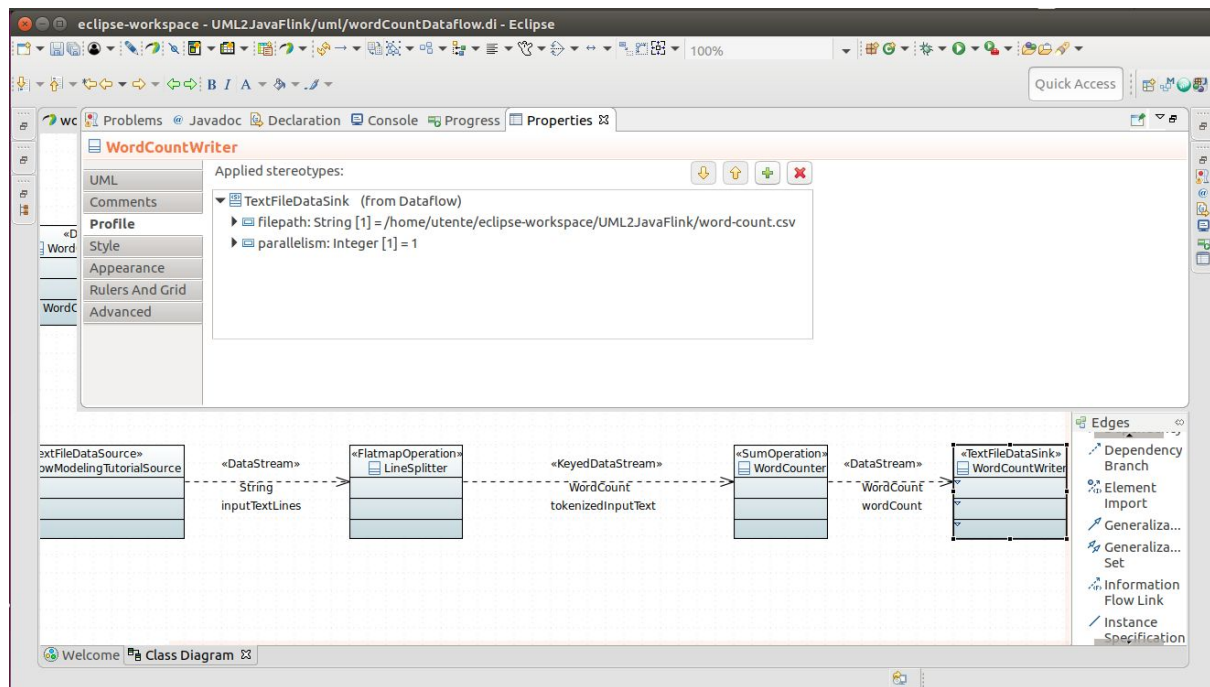 eclipse-workspace - UML2JavaFlink/uml/wordCountDataflow.di - Eclipse
100%
B I A
Quick Access
wc Problems @ Javadoc Declaration Console Progress Properties
WordCountWriter
UML
Comments
Profile
Style
Appearance
Rulers And Grid
Advanced
Applied stereotypes:
TextFileDataSink (from Dataflow)
filepath: String [1] = /home/utente/eclipse-workspace/UML2JavaFlink/word-count.csv
parallelism: Integer [1] = 1
«D
Word
WordC
extFileDataSource»
owModelingTutorialSource
«DataStream»
String
inputTextLines
«FlatmapOperation»
LineSplitter
«KeyedDataStream»
WordCount
tokenizedInputText
«SumOperation»
WordCounter
«DataStream»
WordCount
wordCount
«TextFileDataSink»
WordCountWriter
Edges
Dependency
Branch
Element
Import
Generaliza...
Generaliza...
Set
Information
Flow Link
Instance
Specification
Welcome Class Diagram